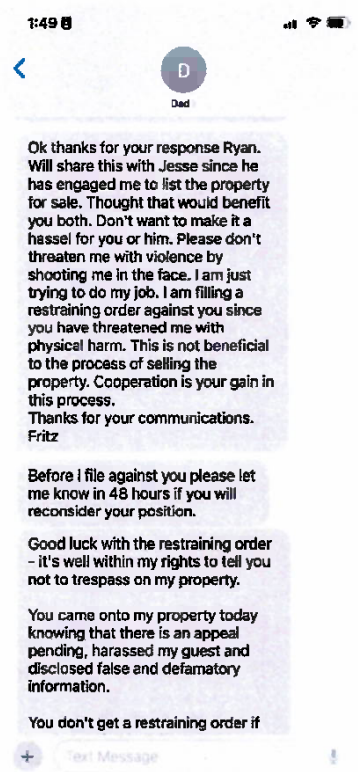 1:49
D
Dad
Ok thanks for your response Ryan.
Will share this with Jesse since he
has engaged me to list the property
for sale. Thought that would benefit
you both. Don't want to make it a
hassel for you or him. Please don't
threaten me with violence by
shooting me in the face. I am just
trying to do my job. I am filling a
restraining order against you since
you have threatened me with
physical harm. This is not beneficial
to the process of selling the
property. Cooperation is your gain in
this process.
Thanks for your communications.
Fritz
Before I file against you please let
me know in 48 hours if you will
reconsider your position.
Good luck with the restraining order
- it's well within my rights to tell you
not to trespass on my property.
You came onto my property today
knowing that there is an appeal
pending, harassed my guest and
disclosed false and defamatory
information.
You don't get a restraining order if
Text Message